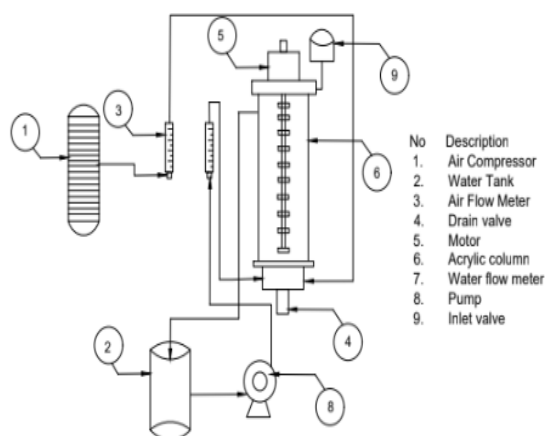 5
9
1
3
6
2
4
8
No Description
1. Air Compressor
2. Water Tank
3. Air Flow Meter
4. Drain valve
5. Motor
6. Acrylic column
7. Water flow meter
8. Pump
9. Inlet valve